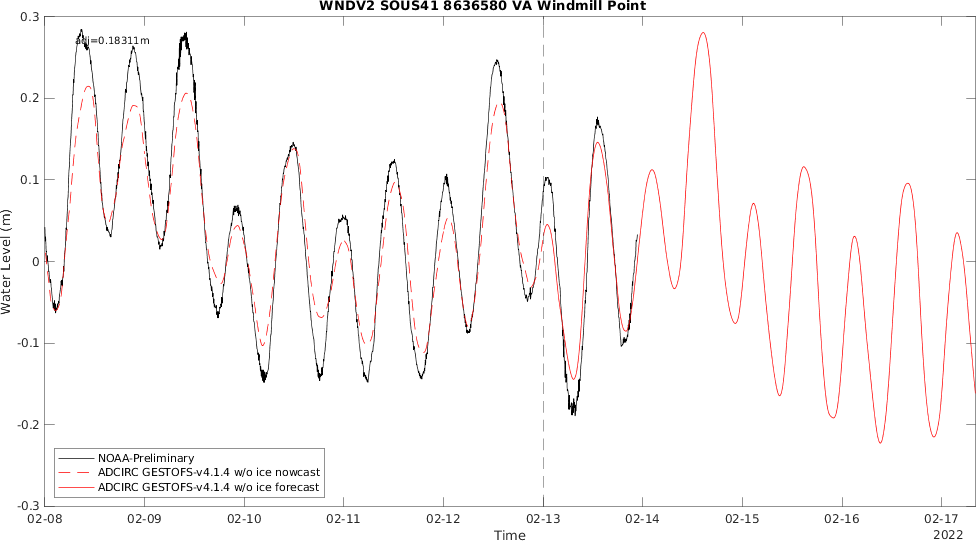 WNDV2 SOUS41 8636580 VA Windmill Point
0.3
adj=0.18311m
0.2
0.1
0
-0.1
-0.2
-0.3
Water Level (m)
NOAA-Preliminary
ADCIRC GESTOFS-v4.1.4 w/o ice nowcast
ADCIRC GESTOFS-v4.1.4 w/o ice forecast
02-08 02-09 02-10 02-11 02-12 02-13 02-14 02-15 02-16 02-17
Time
2022